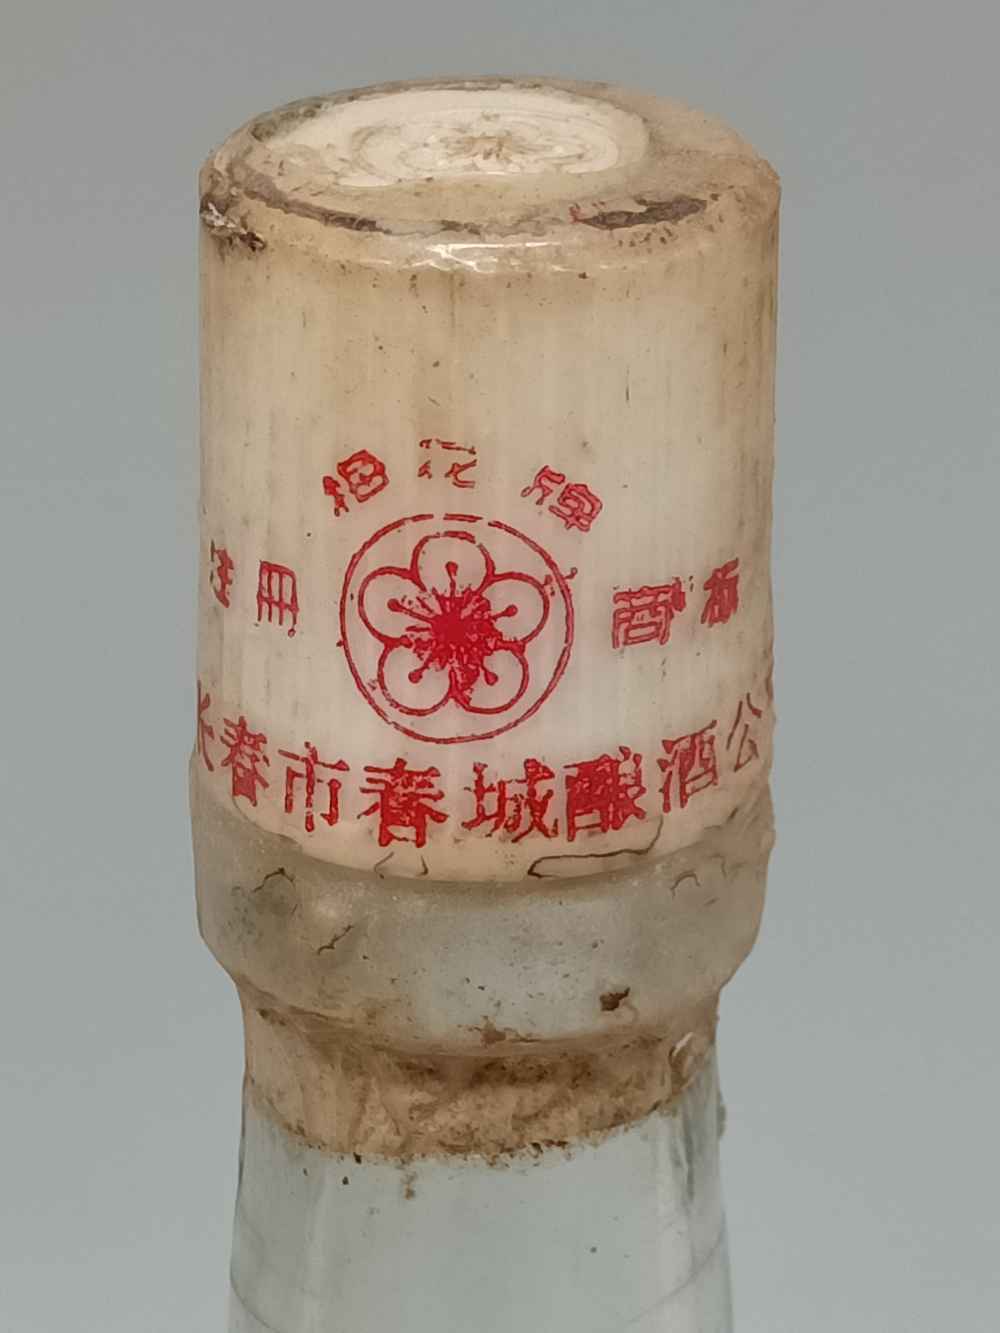 梅花牌
注册 商标
长春市春城酿酒公